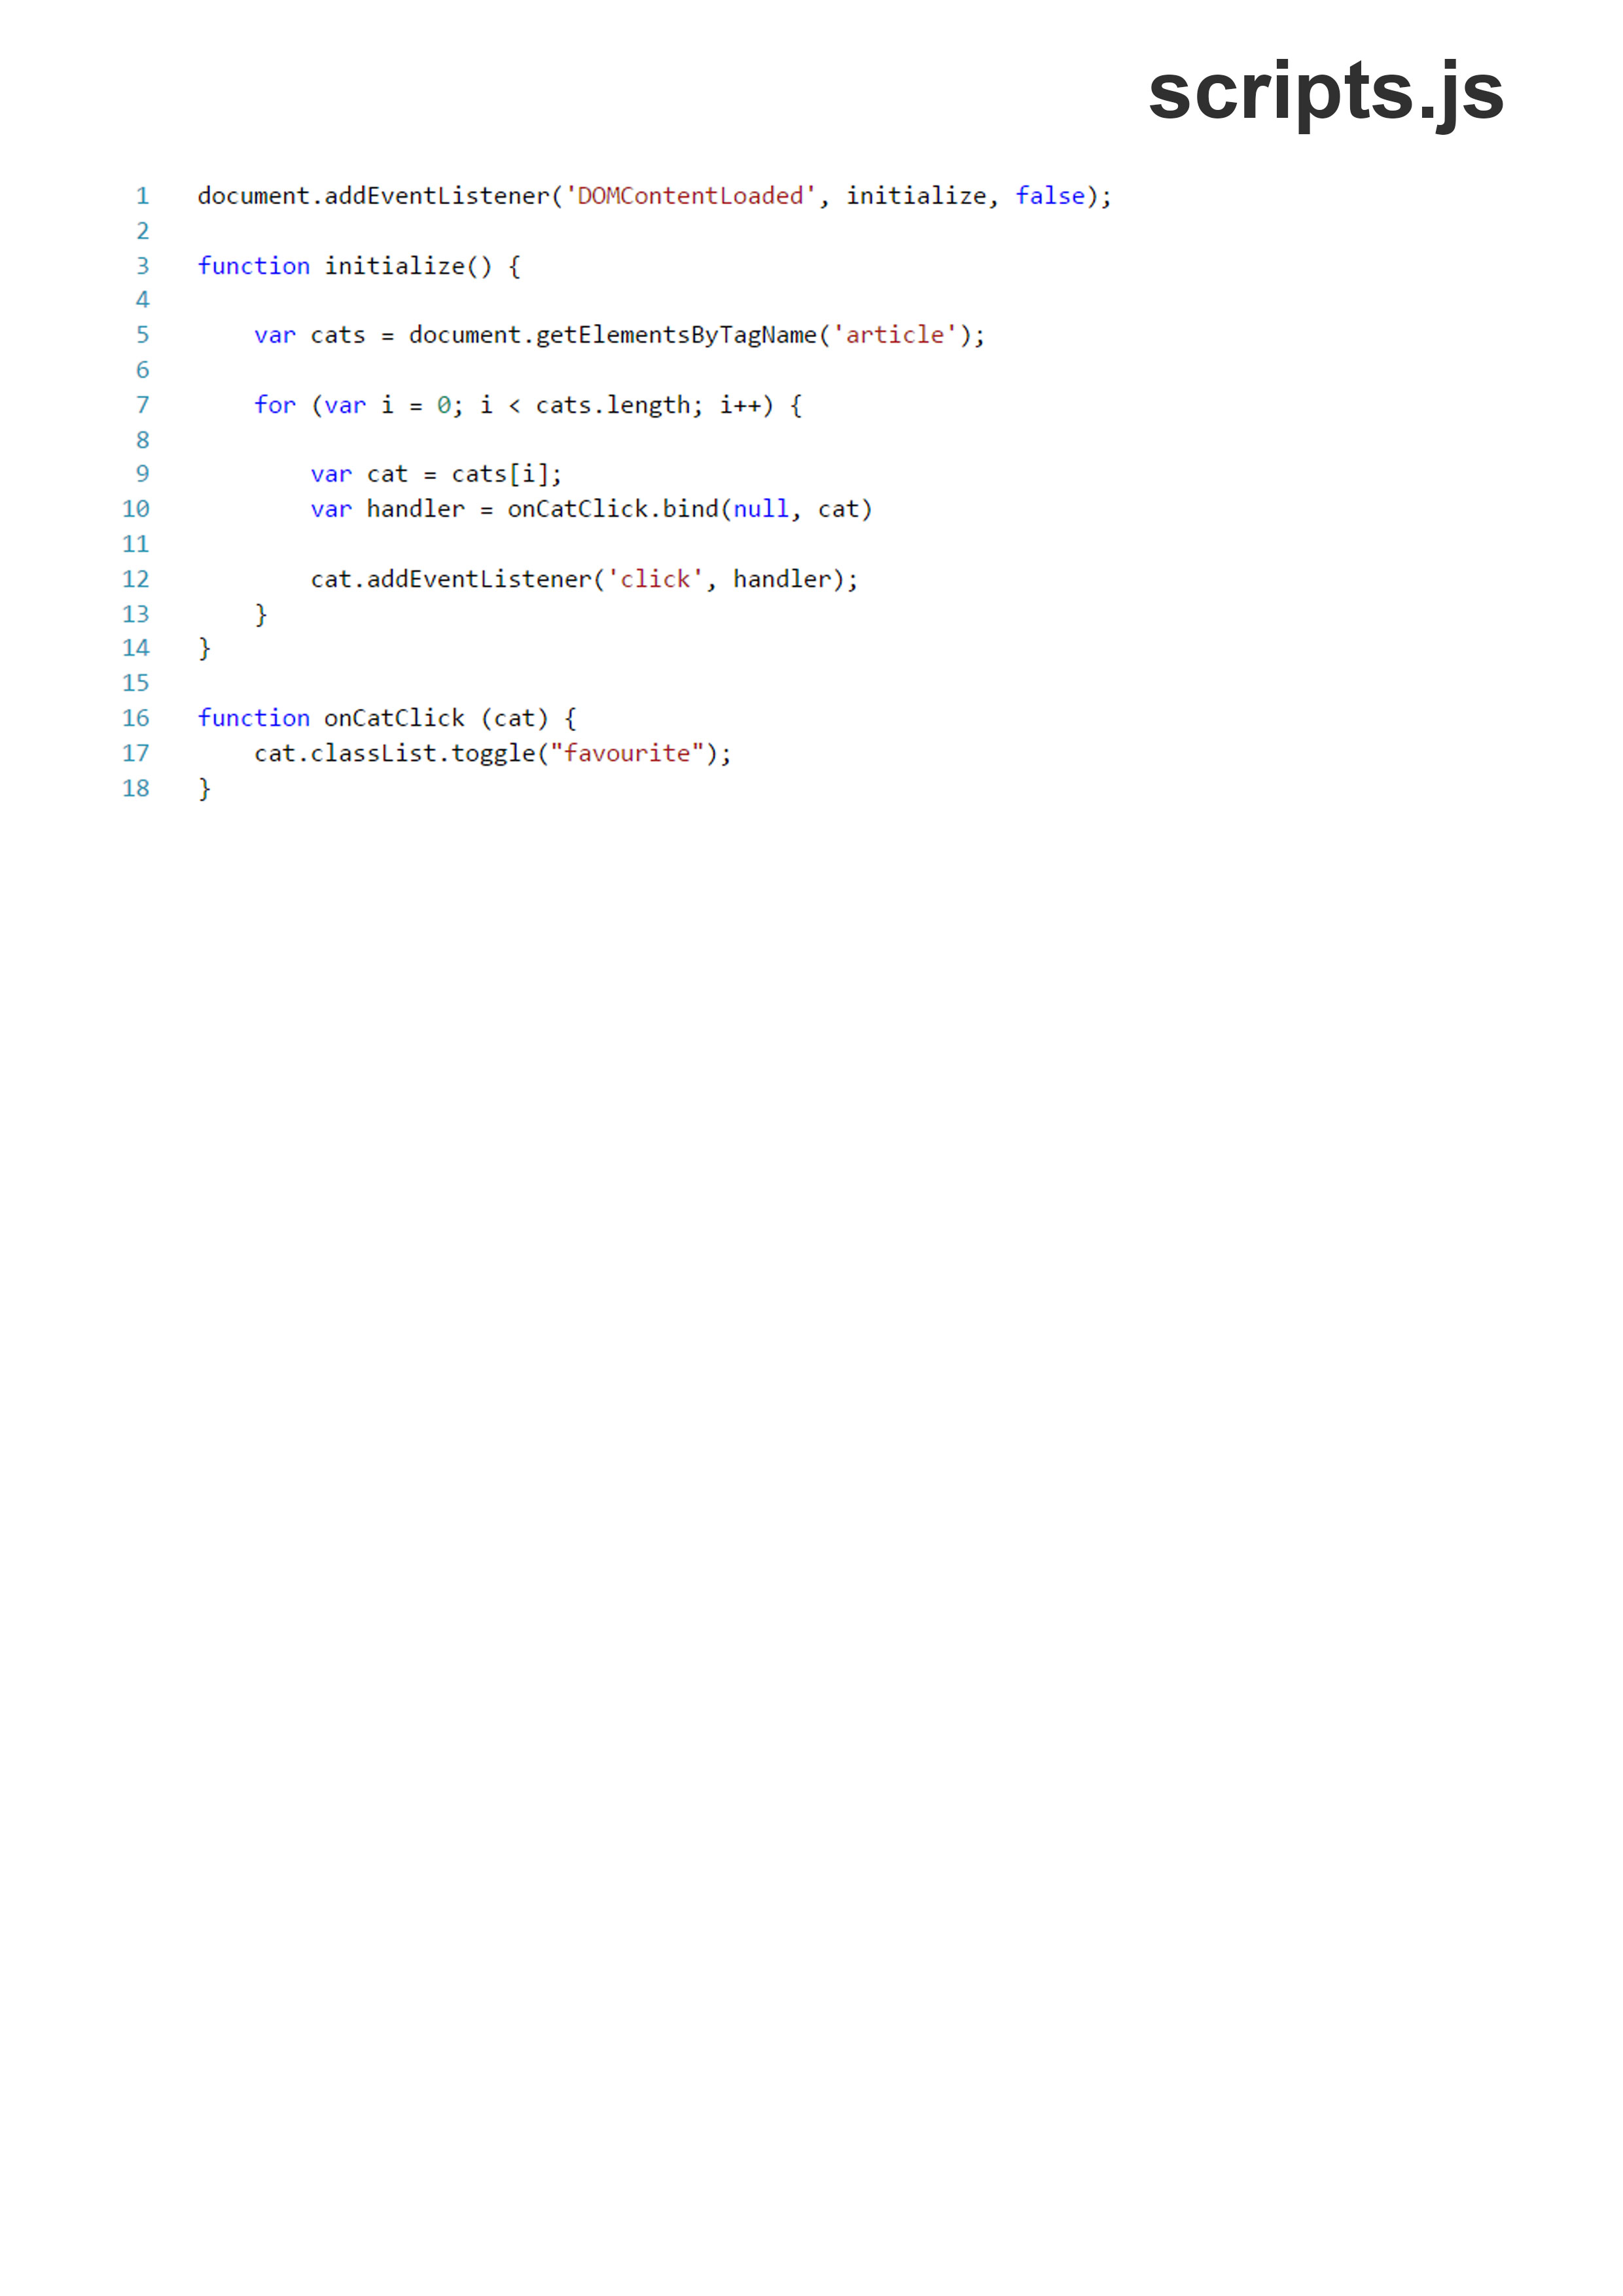 scripts.js
1 document.addEventListener('DOMContentLoaded', initialize, false);
2
3 function initialize() {
4
5     var cats = document.getElementsByTagName('article');
6
7     for (var i = 0; i < cats.length; i++) {
8
9         var cat = cats[i];
10         var handler = onCatClick.bind(null, cat)
11
12         cat.addEventListener('click', handler);
13     }
14 }
15
16 function onCatClick (cat) {
17     cat.classList.toggle("favourite");
18 }